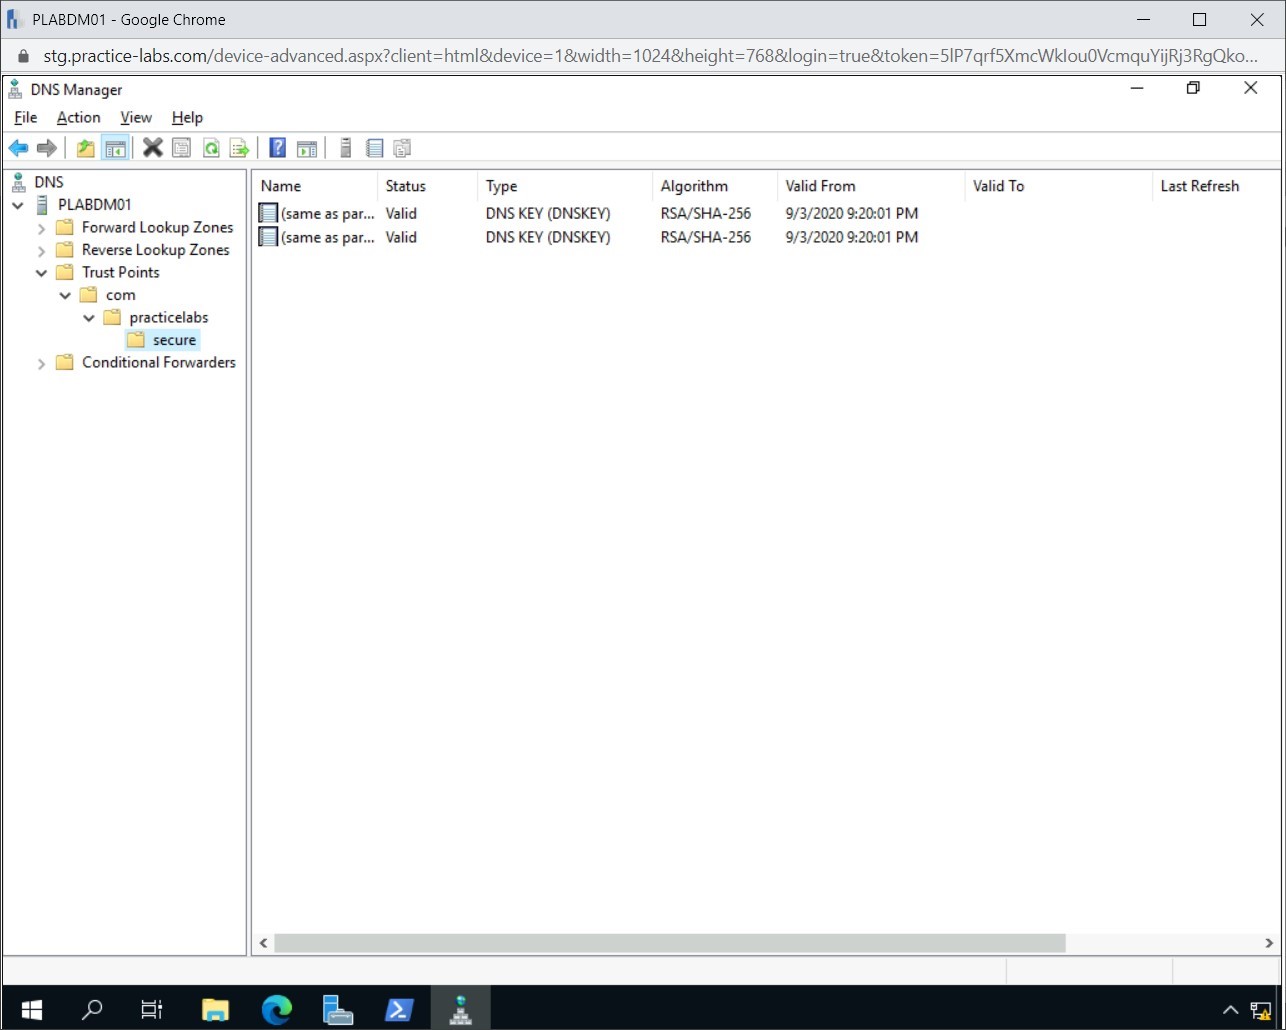 PLABDM01 - Google Chrome
stg.practice-labs.com/device-advanced.aspx?client=html&device=1&width=1024&height=768&login=true&token=5lP7qrf5XmcWkIou0VcmquYijRj3RgQko...
DNS Manager
File Action View Help
DNS
PLABDM01
Forward Lookup Zones
Reverse Lookup Zones
Trust Points
com
practicelabs
secure
Conditional Forwarders
Name Status Type Algorithm Valid From Valid To Last Refresh
(same as par... Valid DNS KEY (DNSKEY) RSA/SHA-256 9/3/2020 9:20:01 PM
(same as par... Valid DNS KEY (DNSKEY) RSA/SHA-256 9/3/2020 9:20:01 PM